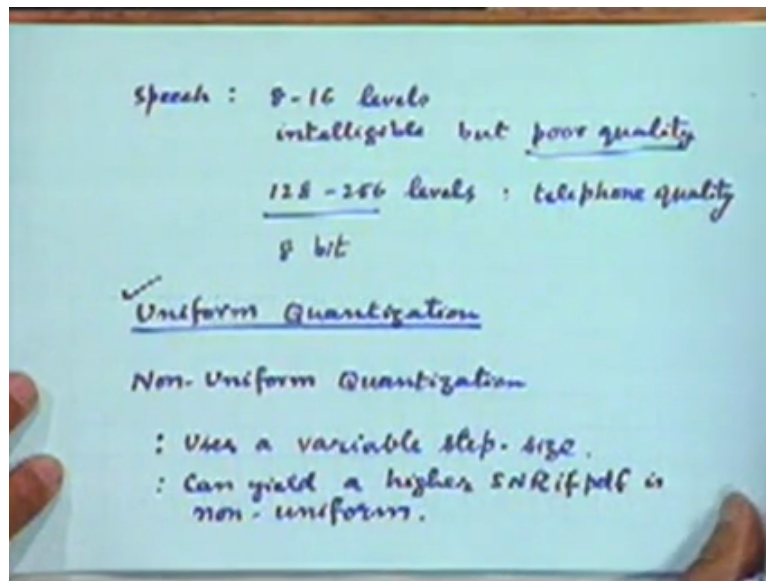 Speech : 8-16 levels
intelligible but poor quality
128 - 256 levels : telephone quality
8 bit
Uniform Quantization
Non-Uniform Quantization
: Uses a variable step-size.
: Can yield a higher SNR if pdf is
non-uniform.